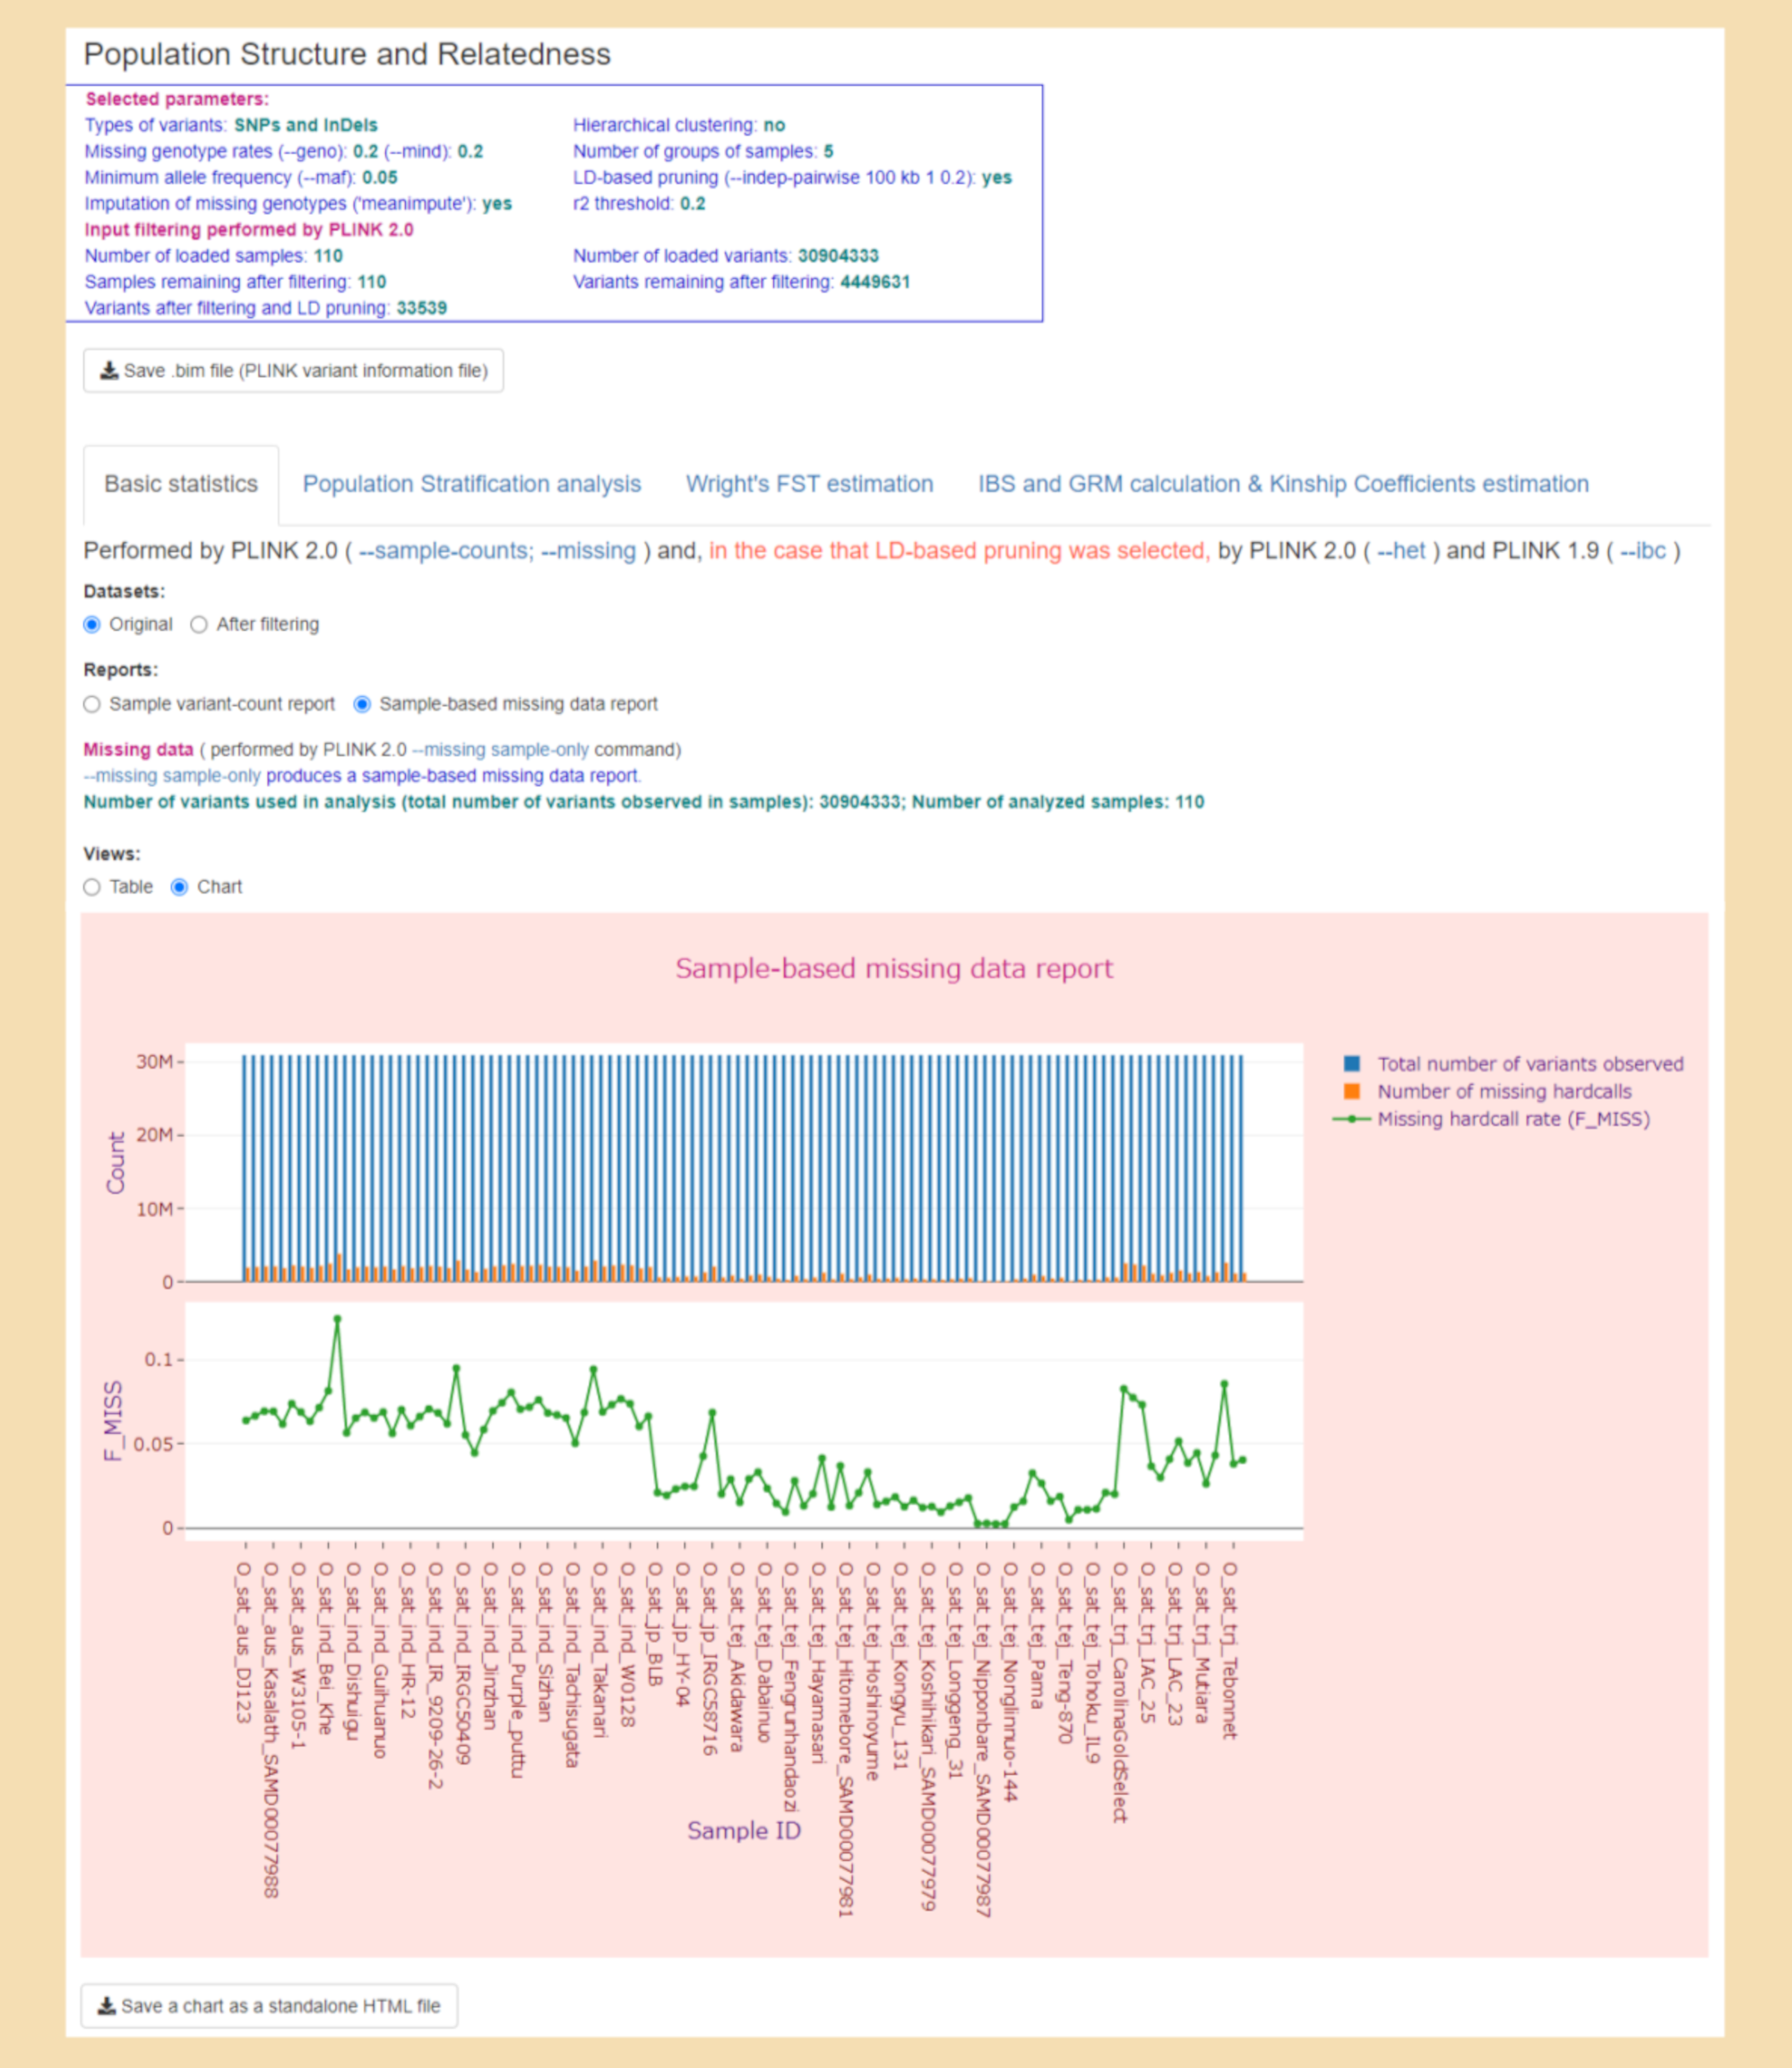 Population Structure and Relatedness
Selected parameters:
Types of variants: SNPs and InDels
Hierarchical clustering: no
Missing genotype rates (--geno): 0.2 (--mind): 0.2
Number of groups of samples: 5
Minimum allele frequency (--maf): 0.05
LD-based pruning (--indep-pairwise 100 kb 1 0.2): yes
Imputation of missing genotypes ('meanimpute'): yes
r2 threshold: 0.2
Input filtering performed by PLINK 2.0
Number of loaded samples: 110
Number of loaded variants: 30904333
Samples remaining after filtering: 110
Variants remaining after filtering: 4449631
Variants after filtering and LD pruning: 33539
Save .bim file (PLINK variant information file)
Basic statistics
Population Stratification analysis
Wright's FST estimation
IBS and GRM calculation & Kinship Coefficients estimation
Performed by PLINK 2.0 ( --sample-counts; --missing ) and, in the case that LD-based pruning was selected, by PLINK 2.0 ( --het ) and PLINK 1.9 ( --ibc )
Datasets:
Original After filtering
Reports:
Sample variant-count report Sample-based missing data report
Missing data ( performed by PLINK 2.0 --missing sample-only command)
--missing sample-only produces a sample-based missing data report.
Number of variants used in analysis (total number of variants observed in samples): 30904333; Number of analyzed samples: 110
Views:
Table Chart
Sample-based missing data report
30M
20M
10M
0
Count
Total number of variants observed
Number of missing hardcalls
Missing hardcall rate (F_MISS)
0.1
0.05
0
F_MISS
O_sat_aus_DJ123
O_sat_aus_Kasalath_SAMD00077988
O_sat_aus_W3105-1
O_sat_ind_Bei_Khe
O_sat_ind_Dishuigu
O_sat_ind_Guihuanuo
O_sat_ind_HR-12
O_sat_ind_IR_9209-26-2
O_sat_ind_IRGC50409
O_sat_ind_Jinzhan
O_sat_ind_Purple_puttu
O_sat_ind_Sizhan
O_sat_ind_Tachisugata
O_sat_ind_Takanari
O_sat_ind_W0128
O_sat_jp_BLB
O_sat_jp_HY-04
O_sat_jp_IRGC58716
O_sat_tej_Akidawara
O_sat_tej_Dabainuo
O_sat_tej_Fengrunhandaozi
O_sat_tej_Hayamasari
O_sat_tej_Hitomebore_SAMD00077981
O_sat_tej_Hoshinoyume
O_sat_tej_Kongyu_131
O_sat_tej_Koshihikari_SAMD00077979
O_sat_tej_Longgeng_31
O_sat_tej_Nipponbare_SAMD00077987
O_sat_tej_Nonglinnuo-144
O_sat_tej_Pama
O_sat_tej_Teng-870
O_sat_tej_Tohoku_IL9
O_sat_trj_CarolinaGoldSelect
O_sat_trj_IAC_25
O_sat_trj_LAC_23
O_sat_trj_Mutiara
O_sat_trj_Tebonnet
Sample ID
Save a chart as a standalone HTML file